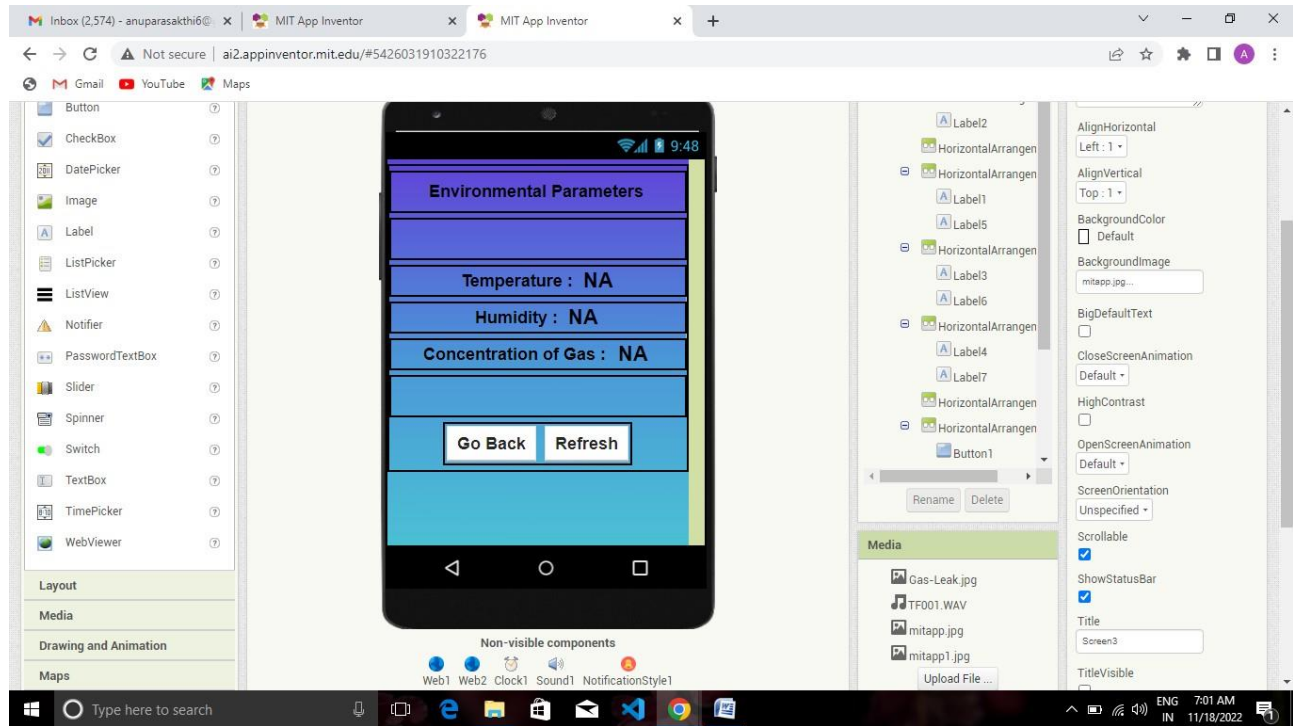 Inbox (2,574) - anuparasakthi6@
MIT App Inventor
MIT App Inventor
Not secure
ai2.appinventor.mit.edu/#5426031910322176
A
Gmail
YouTube
Maps
Button
CheckBox
DatePicker
Image
Label
ListPicker
ListView
Notifier
PasswordTextBox
Slider
Spinner
Switch
TextBox
TimePicker
WebViewer
Layout
Media
Drawing and Animation
Maps
9:48
Environmental Parameters
Temperature : NA
Humidity : NA
Concentration of Gas : NA
Go Back Refresh
Non-visible components
Web1 Web2 Clock1 Sound1 NotificationStyle1
Label2
HorizontalArrangen
HorizontalArrangen
Label1
Label5
HorizontalArrangen
Label3
Label6
HorizontalArrangen
Label4
Label7
HorizontalArrangen
HorizontalArrangen
Button1
Rename Delete
Media
Gas-Leak.jpg
TF001.WAV
mitapp.jpg
mitapp1.jpg
Upload File ...
AlignHorizontal
Left : 1
AlignVertical
Top : 1
BackgroundColor
Default
BackgroundImage
mitapp.jpg...
BigDefaultText
CloseScreenAnimation
Default
HighContrast
OpenScreenAnimation
Default
ScreenOrientation
Unspecified
Scrollable
ShowStatusBar
Title
Screen3
TitleVisible
Type here to search
ENG 7:01 AM
IN 11/18/2022